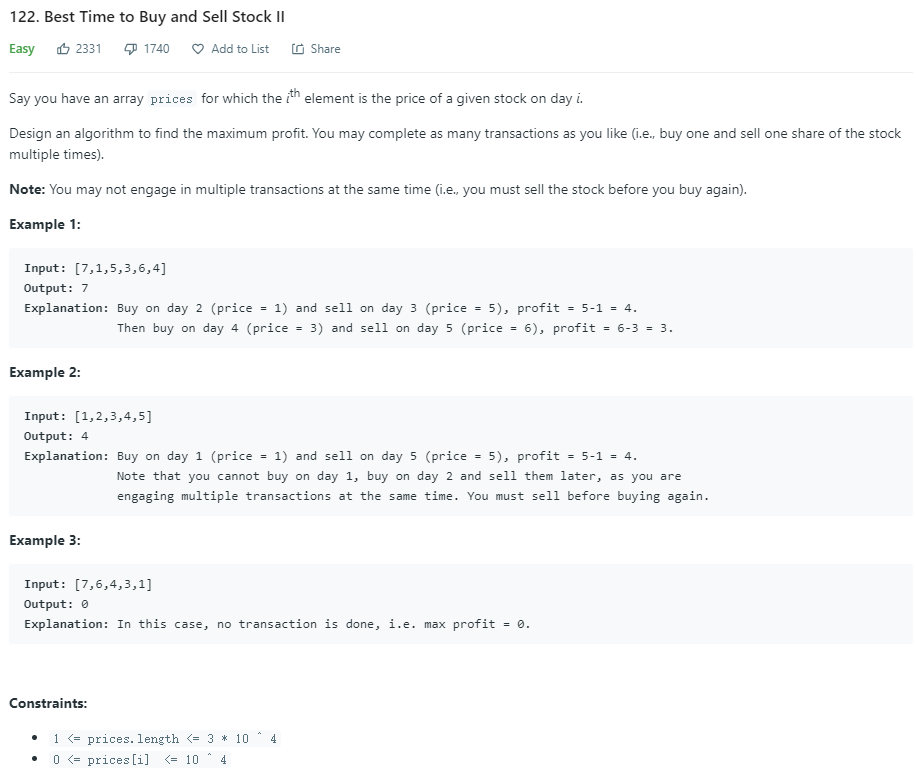 122. Best Time to Buy and Sell Stock II
Easy 2331 1740 Add to List Share
Say you have an array prices for which the ith element is the price of a given stock on day i.
Design an algorithm to find the maximum profit. You may complete as many transactions as you like (i.e., buy one and sell one share of the stock
multiple times).
Note: You may not engage in multiple transactions at the same time (i.e., you must sell the stock before you buy again).
Example 1:
Input: [7,1,5,3,6,4]
Output: 7
Explanation: Buy on day 2 (price = 1) and sell on day 3 (price = 5), profit = 5-1 = 4.
Then buy on day 4 (price = 3) and sell on day 5 (price = 6), profit = 6-3 = 3.
Example 2:
Input: [1,2,3,4,5]
Output: 4
Explanation: Buy on day 1 (price = 1) and sell on day 5 (price = 5), profit = 5-1 = 4.
Note that you cannot buy on day 1, buy on day 2 and sell them later, as you are
engaging multiple transactions at the same time. You must sell before buying again.
Example 3:
Input: [7,6,4,3,1]
Output: 0
Explanation: In this case, no transaction is done, i.e. max profit = 0.
Constraints:
• 1 <= prices.length <= 3 * 10 ^ 4
• 0 <= prices[i] <= 10 ^ 4